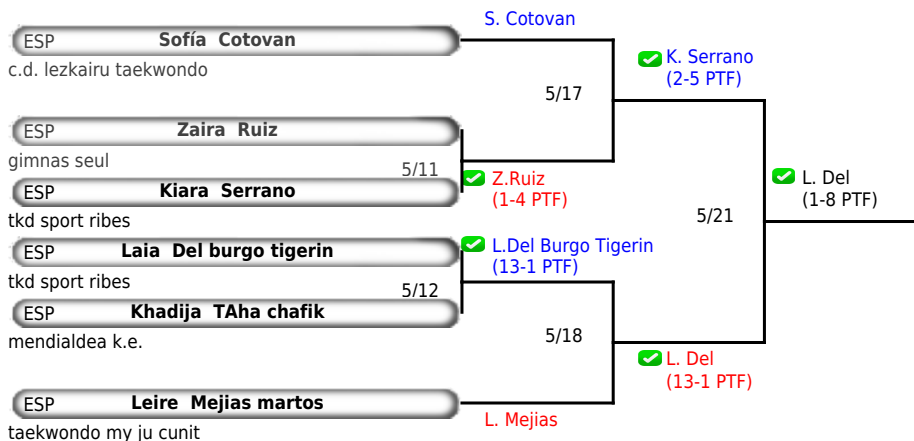 S. Cotovan
ESP Sofía Cotovan
c.d. lezkairu taekwondo
K. Serrano
(2-5 PTF)
5/17
ESP Zaira Ruiz
gimnas seul
5/11
Z.Ruiz
(1-4 PTF)
L. Del
(1-8 PTF)
ESP Kiara Serrano
tkd sport ribes
5/21
ESP Laia Del burgo tigerin
L.Del Burgo Tigerin
(13-1 PTF)
tkd sport ribes
5/12
ESP Khadija TAha chafik
mendialdea k.e.
5/18
L. Del
(13-1 PTF)
ESP Leire Mejias martos
L. Mejias
taekwondo my ju cunit